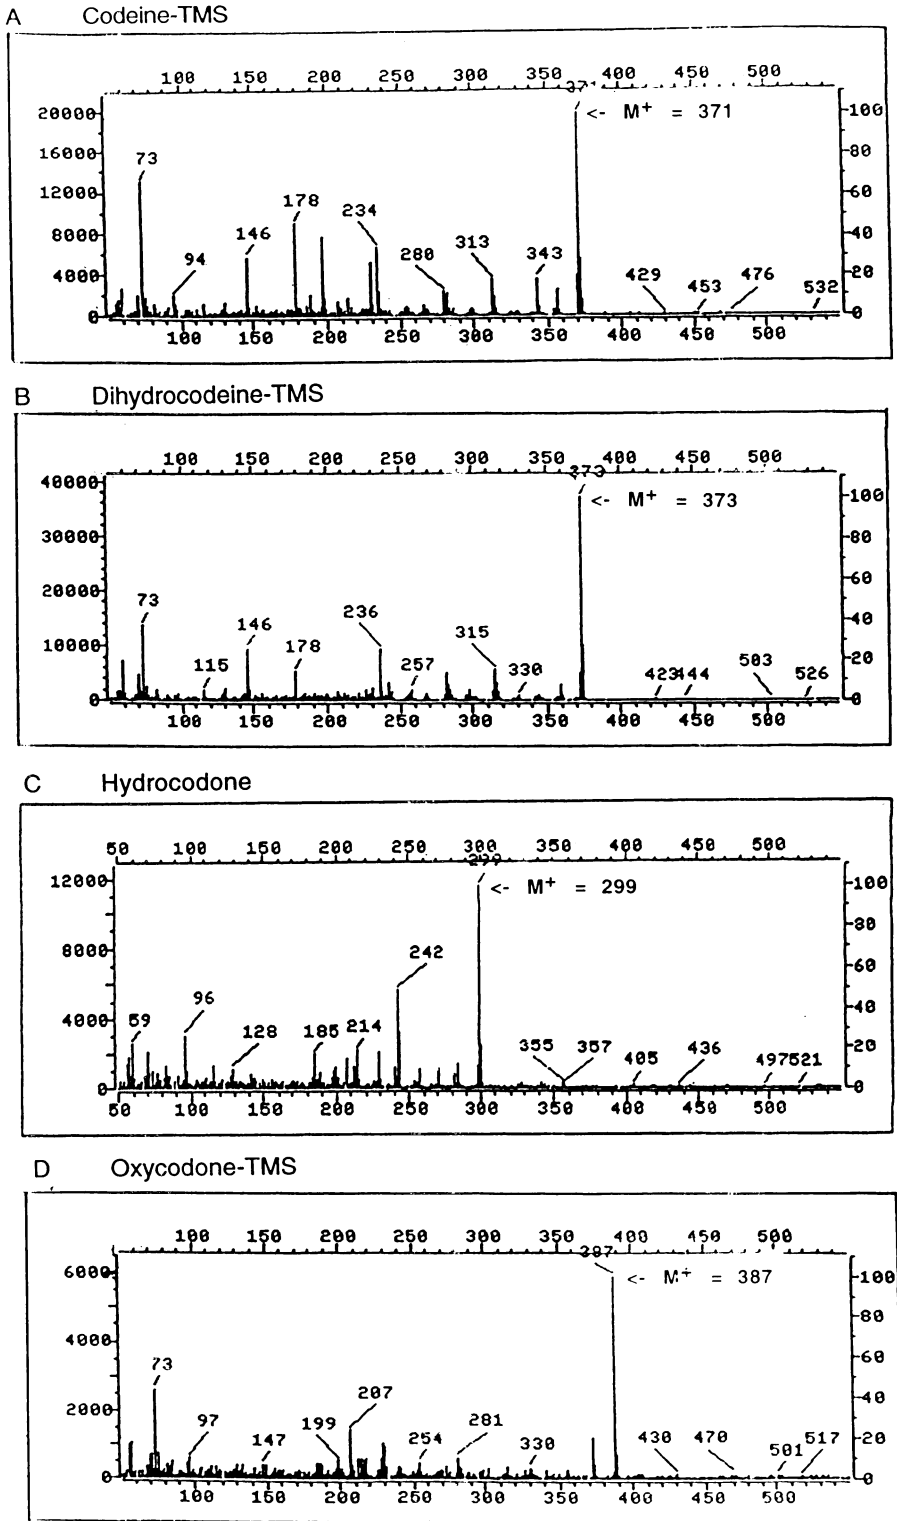 A Codeine-TMS
100 150 200 250 300 350 400 450 500
371
<- M+ = 371
20000 100
16000 80
73
12000 60
178
234
8000 40
146
313
94 280 343
429 476
4000 20
453 532
0 0
100 150 200 250 300 350 400 450 500
B Dihydrocodeine-TMS
100 150 200 250 300 350 400 450 500
373
40000 100
<- M+ = 373
30000 80
60
20000
73 236 40
146
315
10000 178
115 257 330 503 20
423 444 526
0 0
100 150 200 250 300 350 400 450 500
C Hydrocodone
50 100 150 200 250 300 350 400 450 500
299
12000 100
<- M+ = 299
80
8000 242
60
96
4000 59 128 185 214 40
355 357 436 20
405 497 521
0 0
50 100 150 200 250 300 350 400 450 500
D Oxycodone-TMS
100 150 200 250 300 350 400 450 500
387
6000 <- M+ = 387 100
80
4000
73 60
207
2000 40
97 199 281
147 254 330 430 470 501 517 20
0 0
100 150 200 250 300 350 400 450 500